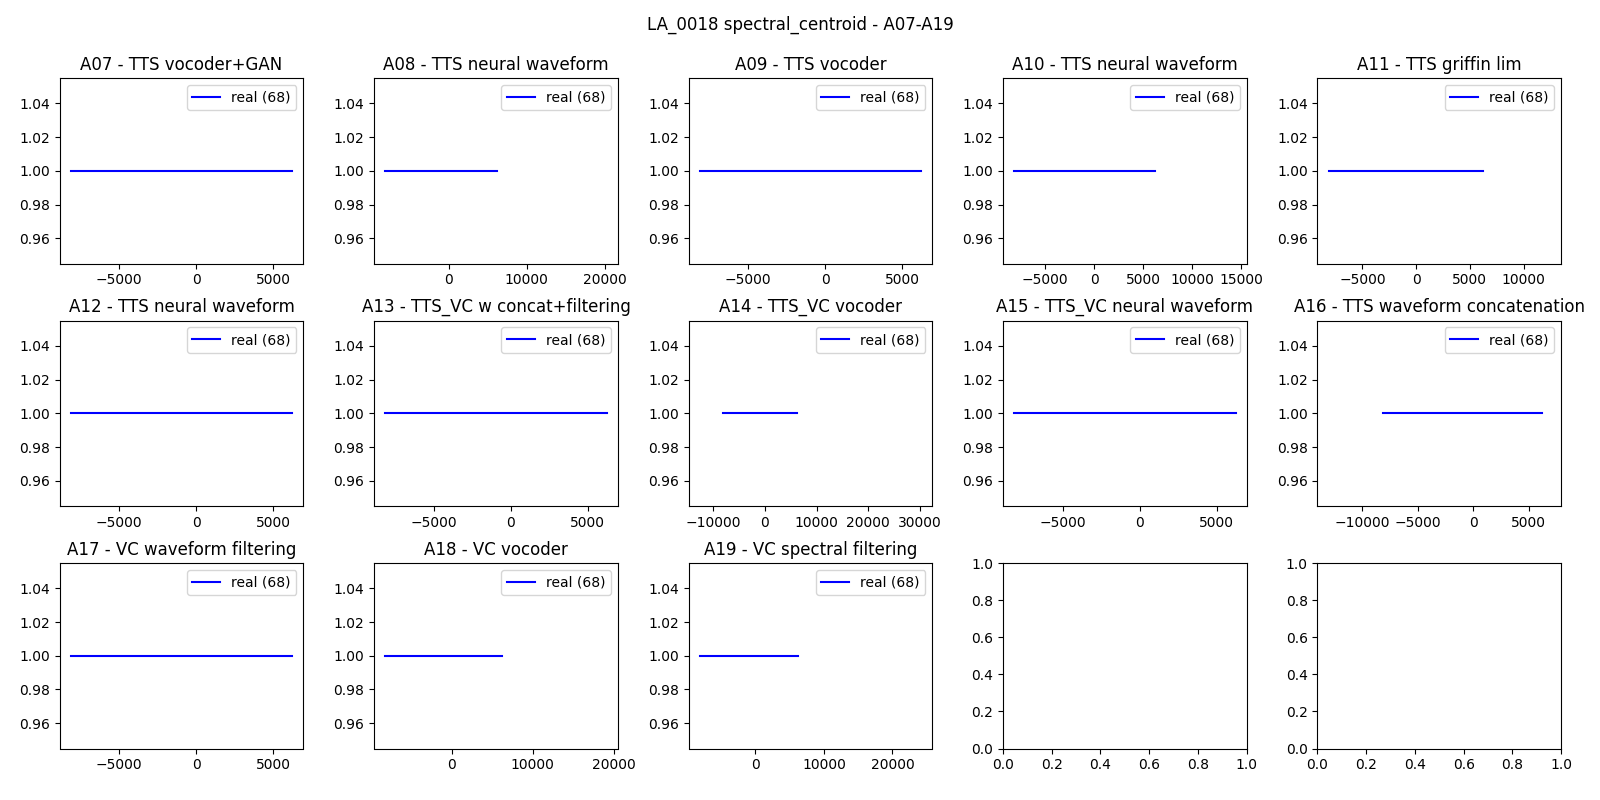 LA_0018 spectral_centroid - A07-A19
A07 - TTS vocoder+GAN
A08 - TTS neural waveform
A09 - TTS vocoder
A10 - TTS neural waveform
A11 - TTS griffin lim
real (68)
real (68)
real (68)
real (68)
real (68)
1.04
1.02
1.00
0.98
0.96
1.04
1.02
1.00
0.98
0.96
1.04
1.02
1.00
0.98
0.96
1.04
1.02
1.00
0.98
0.96
1.04
1.02
1.00
0.98
0.96
−5000 0 5000
0 10000 20000
−5000 0 5000
−5000 0 5000 10000 15000
−5000 0 5000 10000
A12 - TTS neural waveform
A13 - TTS_VC w concat+filtering
A14 - TTS_VC vocoder
A15 - TTS_VC neural waveform
A16 - TTS waveform concatenation
real (68)
real (68)
real (68)
real (68)
real (68)
1.04
1.02
1.00
0.98
0.96
1.04
1.02
1.00
0.98
0.96
1.04
1.02
1.00
0.98
0.96
1.04
1.02
1.00
0.98
0.96
1.04
1.02
1.00
0.98
0.96
−5000 0 5000
−5000 0 5000
−10000 0 10000 20000 30000
−5000 0 5000
−10000 −5000 0 5000
A17 - VC waveform filtering
A18 - VC vocoder
A19 - VC spectral filtering
real (68)
real (68)
real (68)
1.04
1.02
1.00
0.98
0.96
1.04
1.02
1.00
0.98
0.96
1.04
1.02
1.00
0.98
0.96
1.0
0.8
0.6
0.4
0.2
0.0
1.0
0.8
0.6
0.4
0.2
0.0
−5000 0 5000
0 10000 20000
0 10000 20000
0.0 0.2 0.4 0.6 0.8 1.0
0.0 0.2 0.4 0.6 0.8 1.0